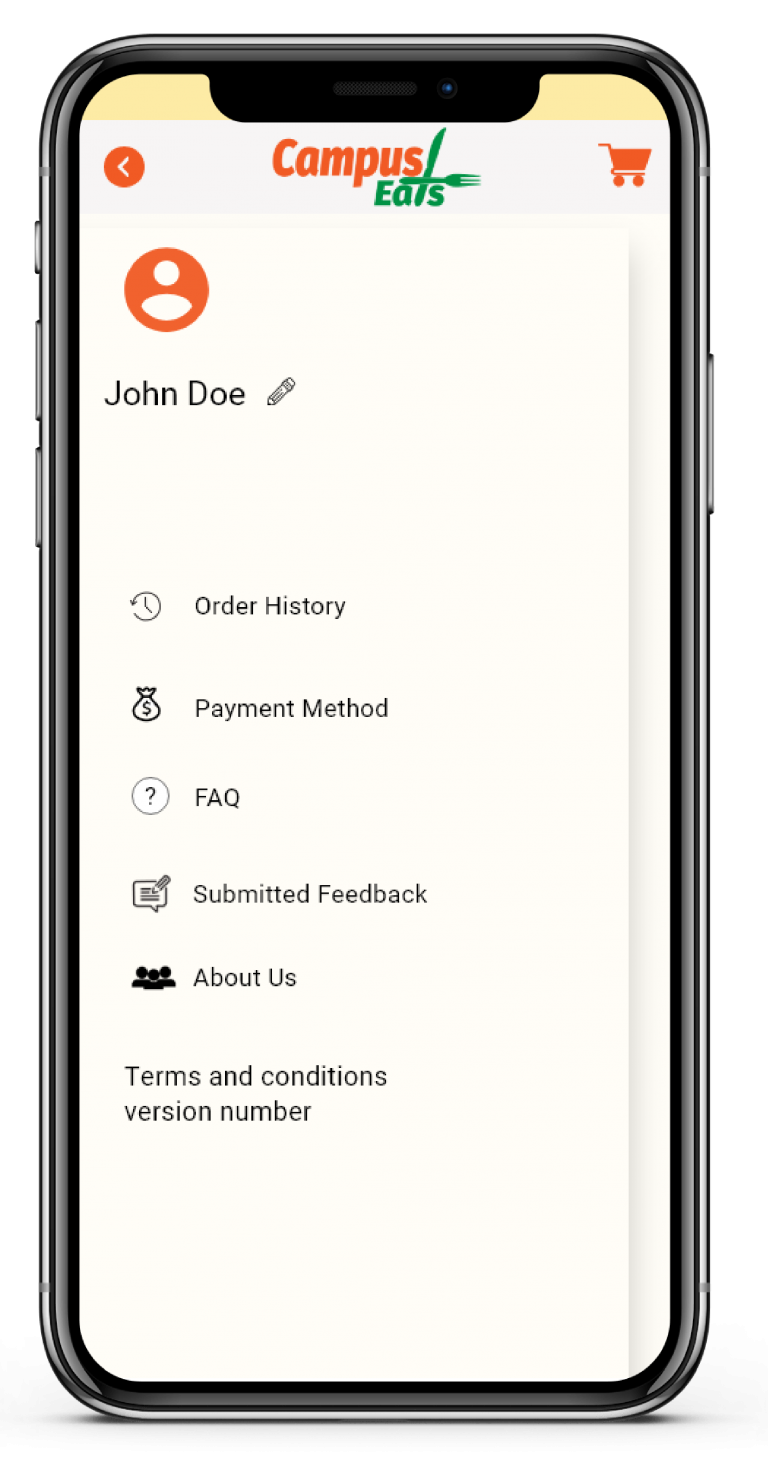 Campus
Eats
John Doe
Order History
$
Payment Method
?
FAQ
Submitted Feedback
About Us
Terms and conditions
version number